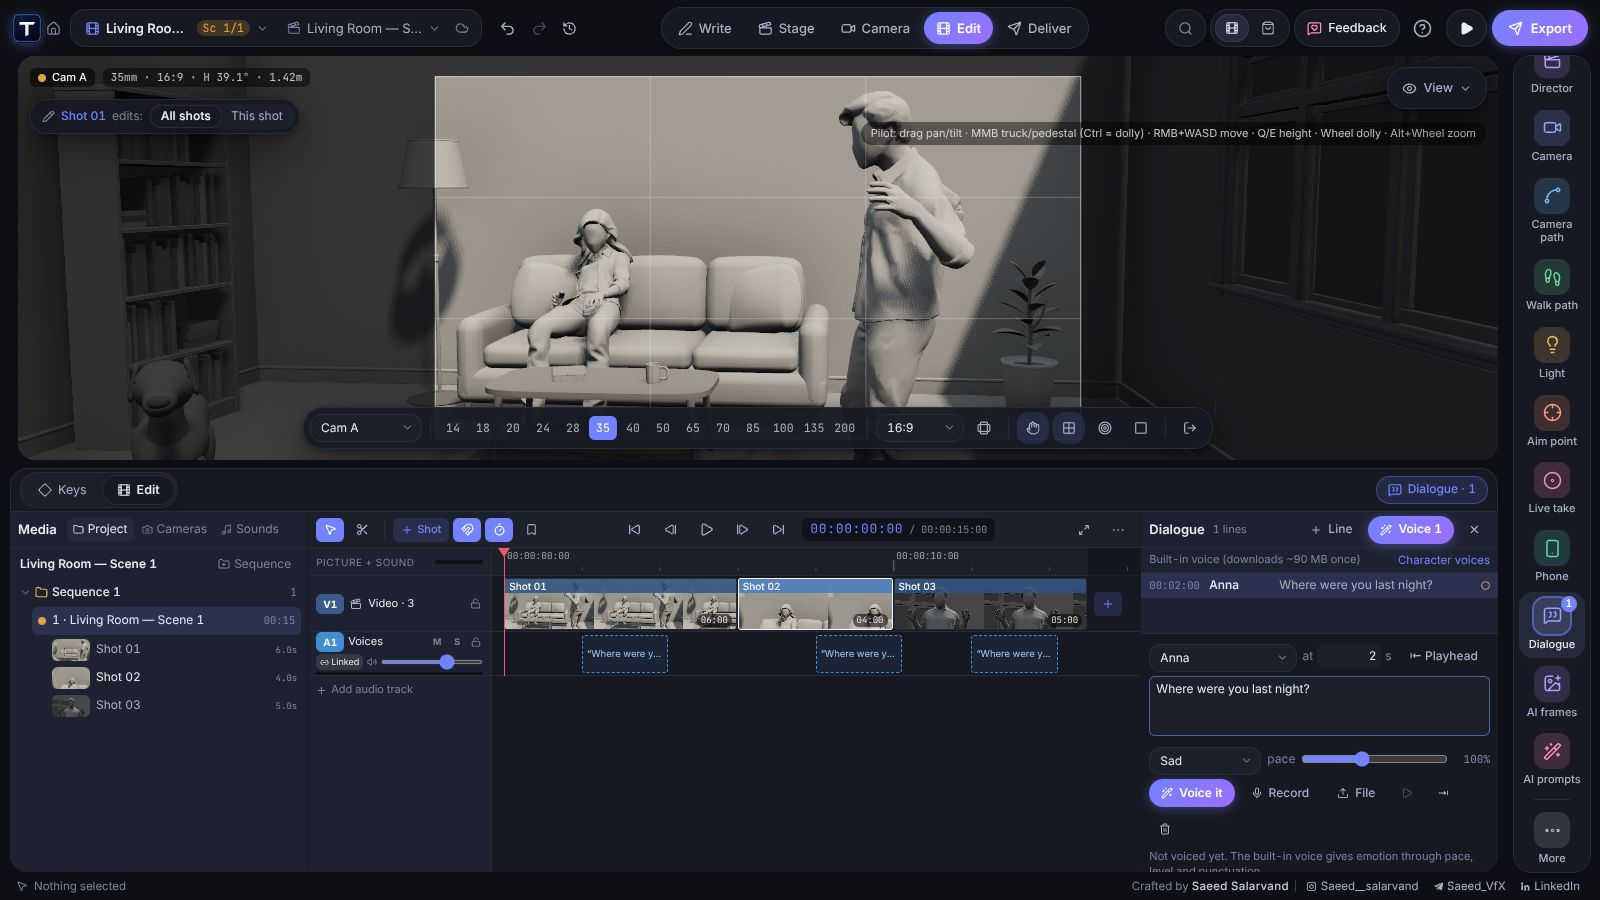 T
Living Roo...
Sc 1/1
Living Room — S...
Write
Stage
Camera
Edit
Deliver
Feedback
Export
Cam A
35mm · 16:9 · H 39.1° · 1.42m
Shot 01 edits: All shots This shot
View
Pilot: drag pan/tilt · MMB truck/pedestal (Ctrl = dolly) · RMB+WASD move · Q/E height · Wheel dolly · Alt+Wheel zoom
Cam A 14 18 20 24 28 35 40 50 65 70 85 100 135 200 16:9
Director
Camera
Camera
path
Walk path
Light
Aim point
Live take
Phone
1
Dialogue
AI frames
AI prompts
More
Keys
Edit
Dialogue · 1
Media Project Cameras Sounds
Living Room — Scene 1 Sequence
Sequence 1 1
1 · Living Room — Scene 1 00:15
Shot 01 6.0s
Shot 02 4.0s
Shot 03 5.0s
+ Shot
00:00:00:00 / 00:00:15:00
PICTURE + SOUND
00:00:00:00
00:00:10:00
V1 Video · 3
Shot 01
06:00
Shot 02
04:00
Shot 03
05:00
+
A1 Voices M S
Linked
"Where were y...
"Where were y...
"Where were y...
+ Add audio track
Dialogue 1 lines + Line Voice 1
Built-in voice (downloads ~90 MB once) Character voices
00:02:00 Anna Where were you last night?
Anna at 2 s Playhead
Where were you last night?
Sad pace 100%
Voice it Record File
Not voiced yet. The built-in voice gives emotion through pace,
level and punctuation.
Nothing selected
Crafted by Saeed Salarvand Saeed__salarvand Saeed_VfX LinkedIn